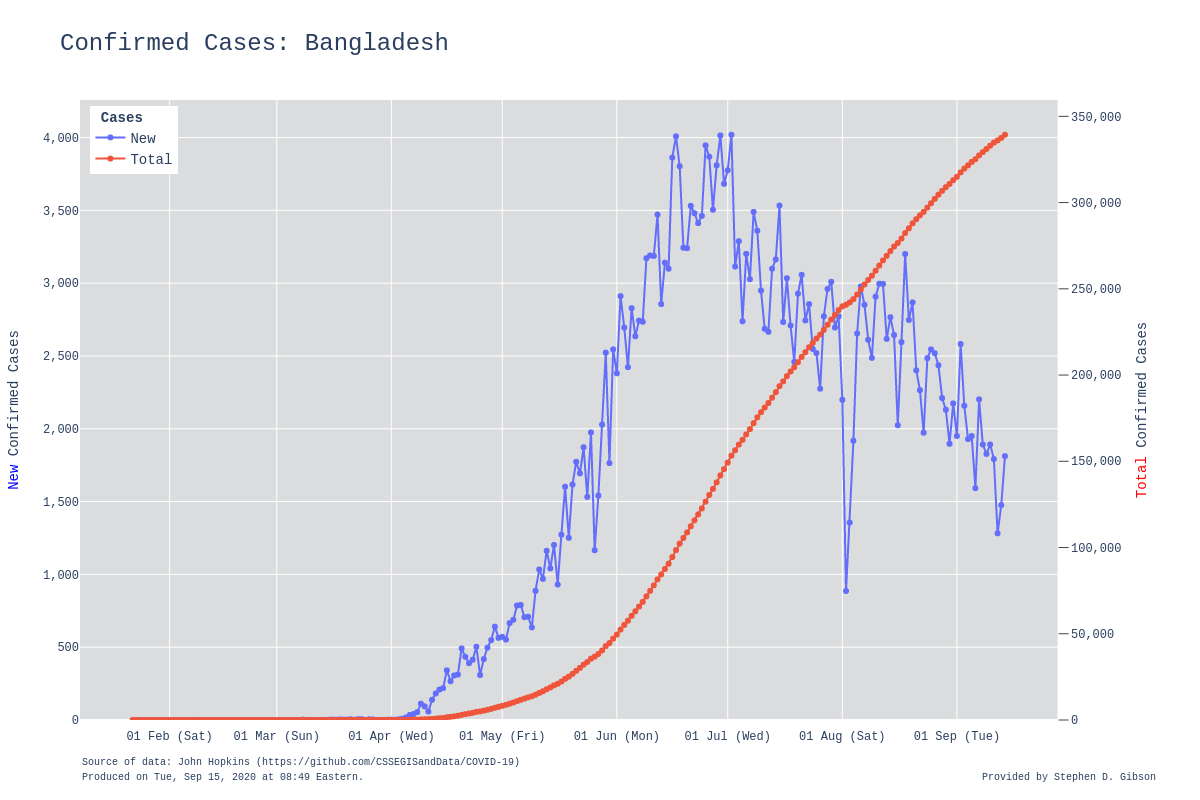 Confirmed Cases: Bangladesh
Cases
New
Total
4,000
3,500
3,000
2,500
2,000
1,500
1,000
500
0
350,000
300,000
250,000
200,000
150,000
100,000
50,000
0
New Confirmed Cases
Total Confirmed Cases
01 Feb (Sat) 01 Mar (Sun) 01 Apr (Wed) 01 May (Fri) 01 Jun (Mon) 01 Jul (Wed) 01 Aug (Sat) 01 Sep (Tue)
Source of data: John Hopkins (https://github.com/CSSEGISandData/COVID-19)
Produced on Tue, Sep 15, 2020 at 08:49 Eastern.
Provided by Stephen D. Gibson